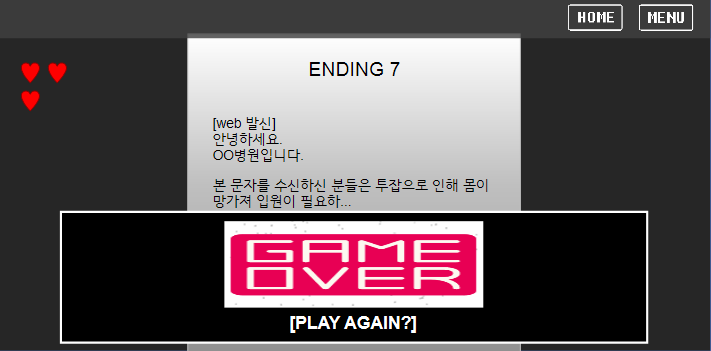 HOME MENU
ENDING 7
[web 발신]
안녕하세요.
OO병원입니다.
본 문자를 수신하신 분들은 투잡으로 인해 몸이
망가져 입원이 필요하...
GAME
OVER
[PLAY AGAIN?]